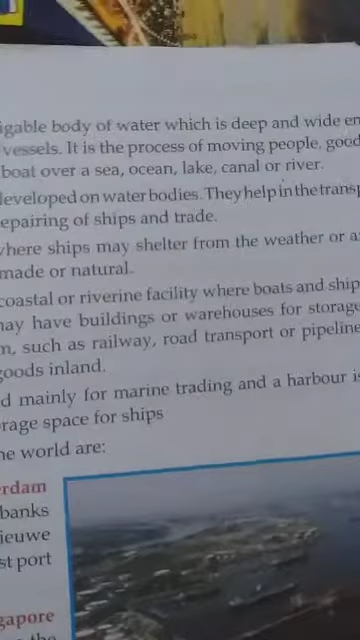 igable body of water which is deep and wide en
vessels. It is the process of moving people, good
boat over a sea, ocean, lake, canal or river.
developed on water bodies. They help in the transp
epairing of ships and trade.
where ships may shelter from the weather or a
made or natural.
coastal or riverine facility where boats and ship
may have buildings or warehouses for storage
m, such as railway, road transport or pipeline
goods inland.
d mainly for marine trading and a harbour is
rage space for ships
he world are:
rdam
banks
ieuwe
st port
gapore
the